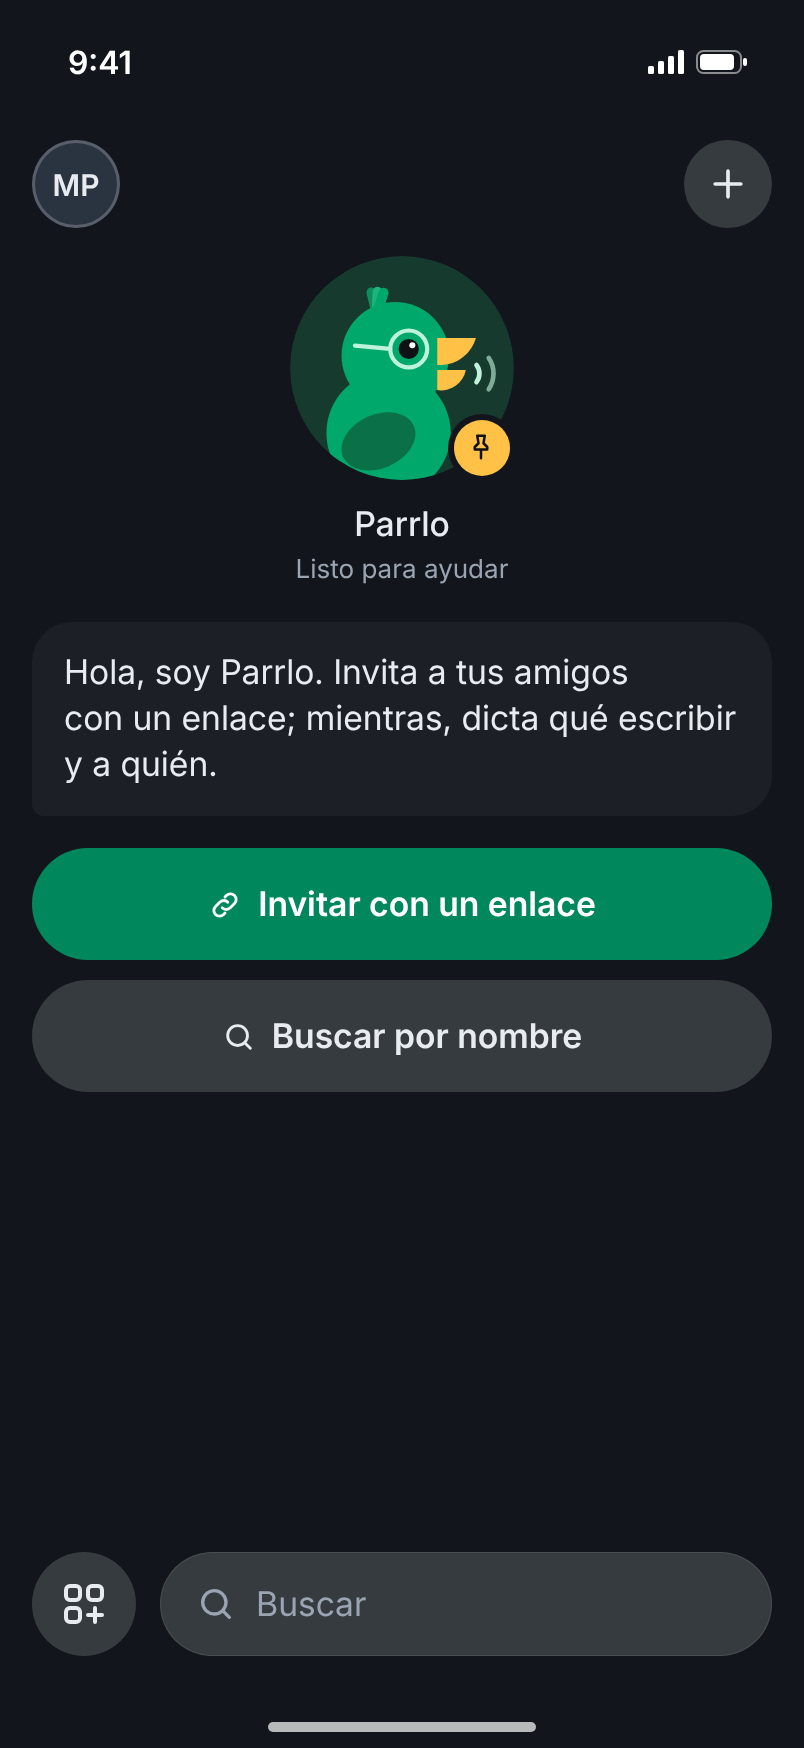 9:41
MP
Parrlo
Listo para ayudar
Hola, soy Parrlo. Invita a tus amigos
con un enlace; mientras, dicta qué escribir
y a quién.
Invitar con un enlace
Buscar por nombre
Buscar